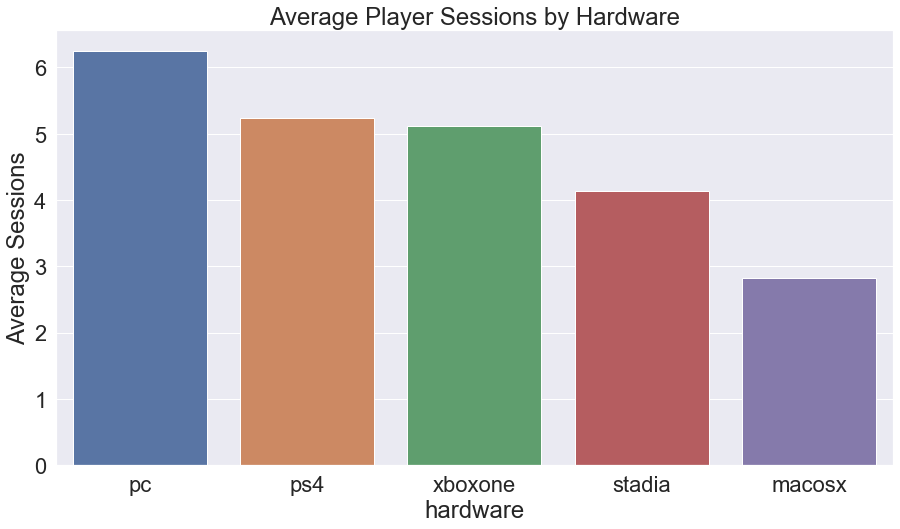 Average Player Sessions by Hardware
6
5
4
3
2
1
0
Average Sessions
pc ps4 xboxone stadia macosx
hardware